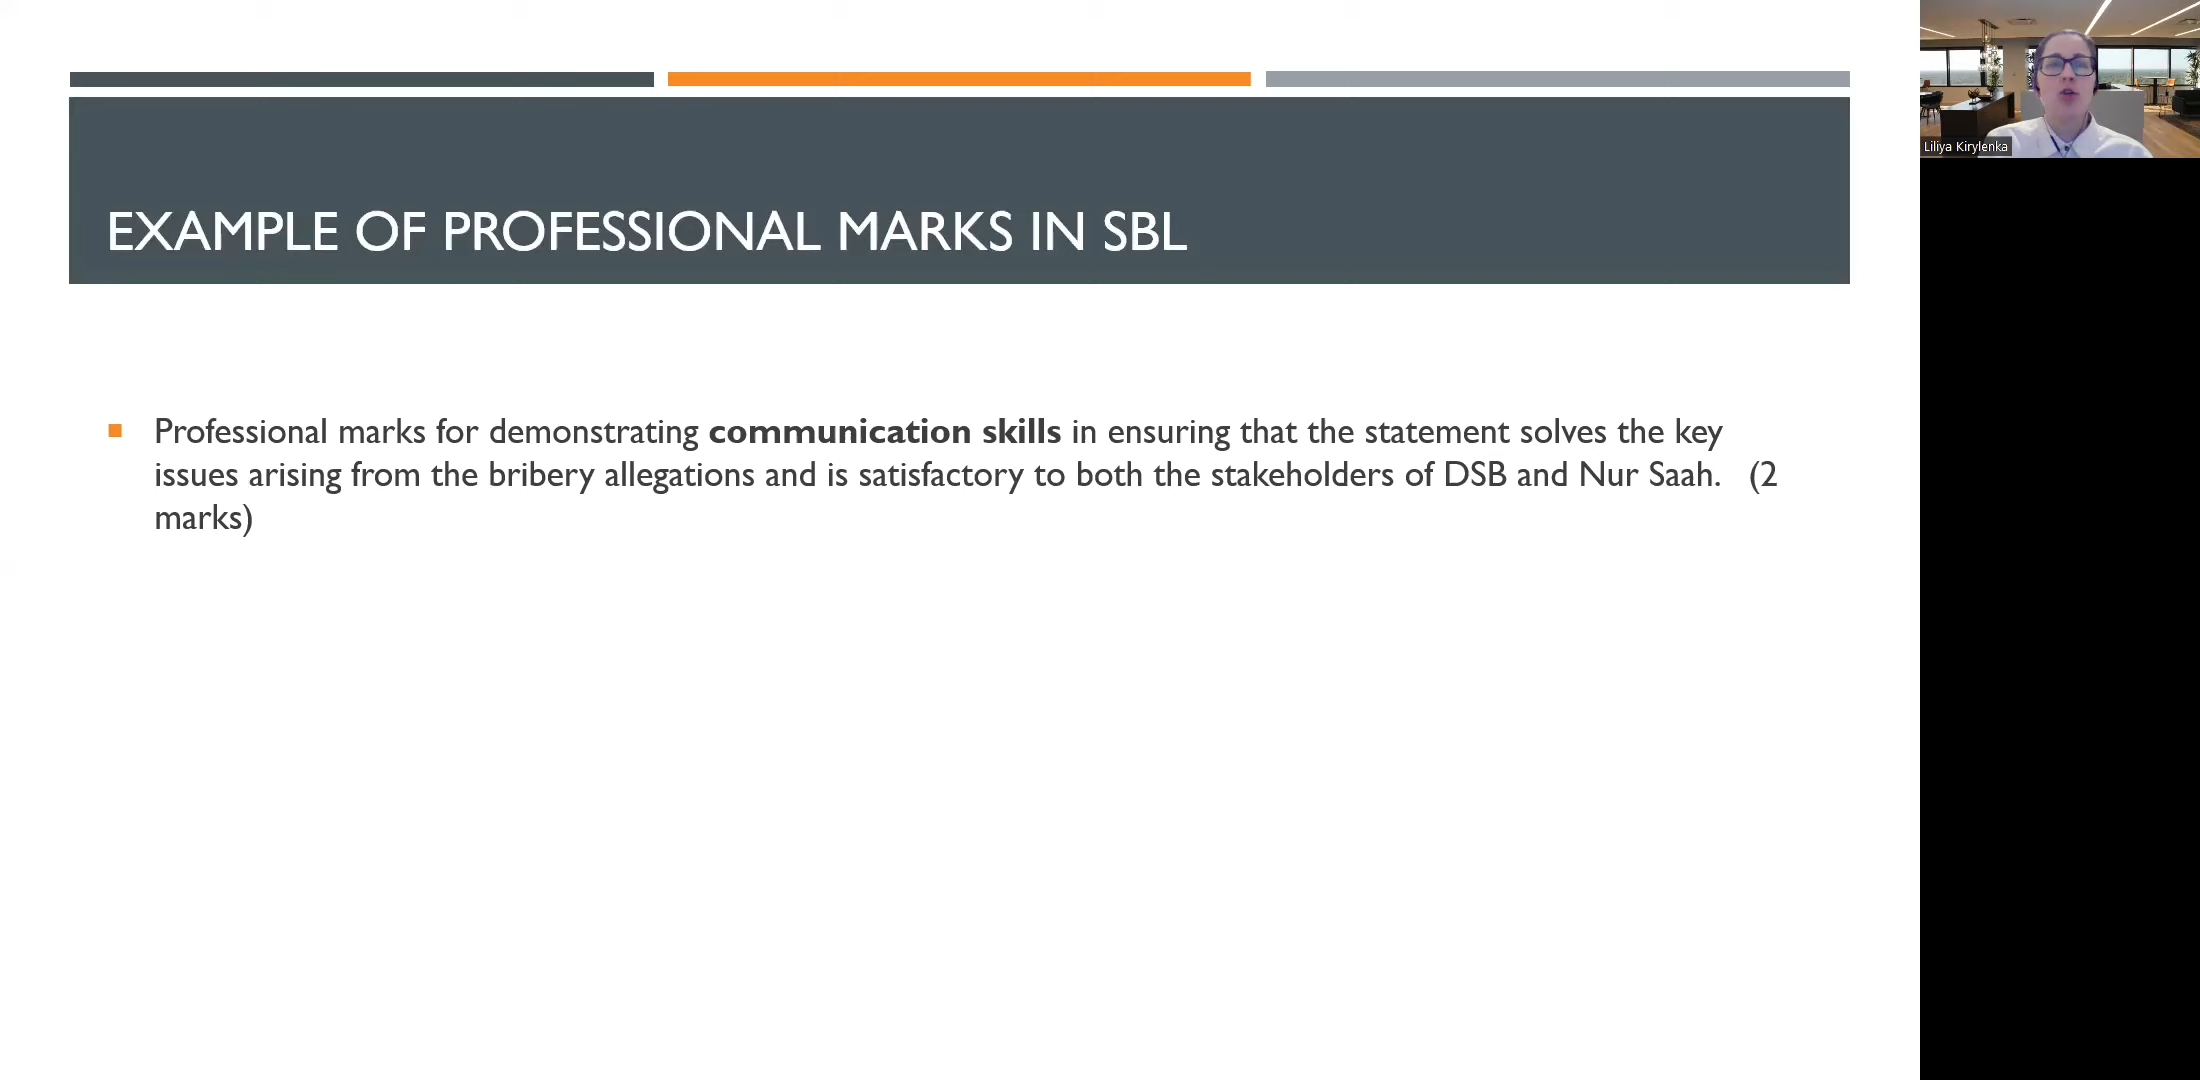 EXAMPLE OF PROFESSIONAL MARKS IN SBL
Professional marks for demonstrating communication skills in ensuring that the statement solves the key
issues arising from the bribery allegations and is satisfactory to both the stakeholders of DSB and Nur Saah. (2
marks)
Liliya Kirylenka